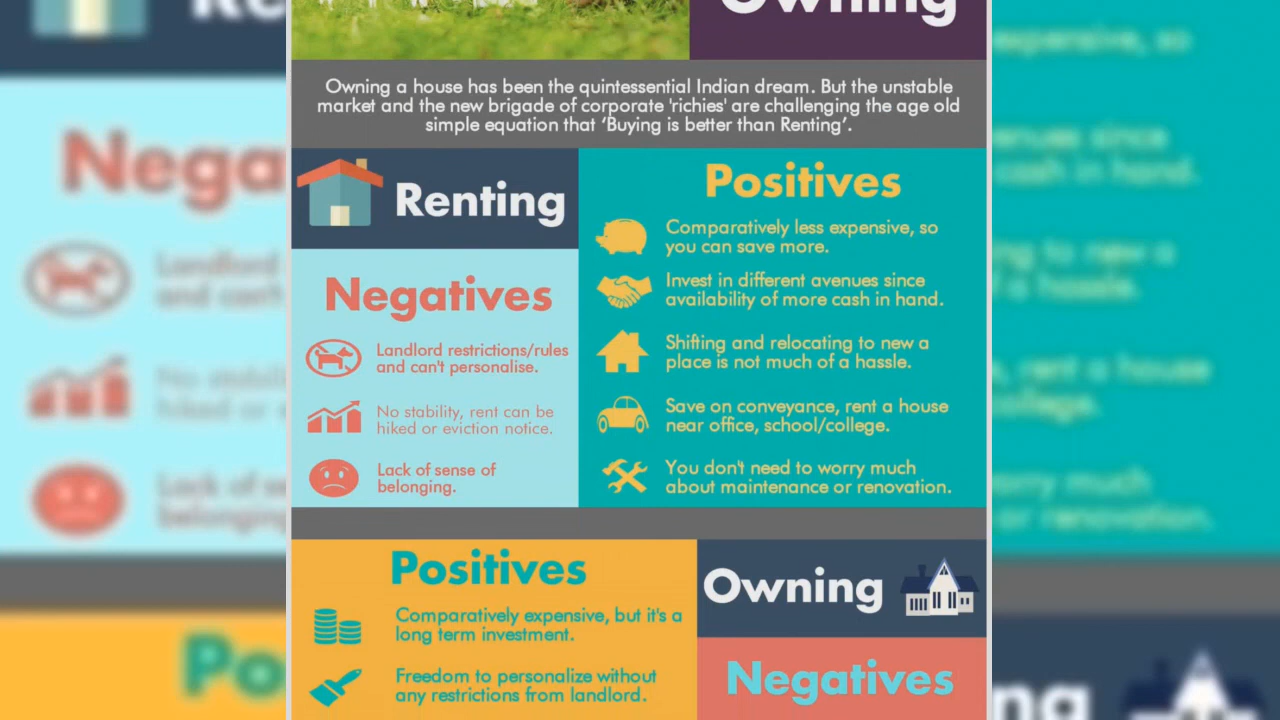 Owning
Owning a house has been the quintessential Indian dream. But the unstable
market and the new brigade of corporate 'richies' are challenging the age old
simple equation that ‘Buying is better than Renting’.
Renting
Negatives
Landlord restrictions/rules
and can't personalise.
No stability, rent can be
hiked or eviction notice.
Lack of sense of
belonging.
Positives
Comparatively less expensive, so
you can save more.
Invest in different avenues since
availability of more cash in hand.
Shifting and relocating to new a
place is not much of a hassle.
Save on conveyance, rent a house
near office, school/college.
You don't need to worry much
about maintenance or renovation.
Positives
Comparatively expensive, but it's a
long term investment.
Freedom to personalize without
any restrictions from landlord.
Owning
Negatives